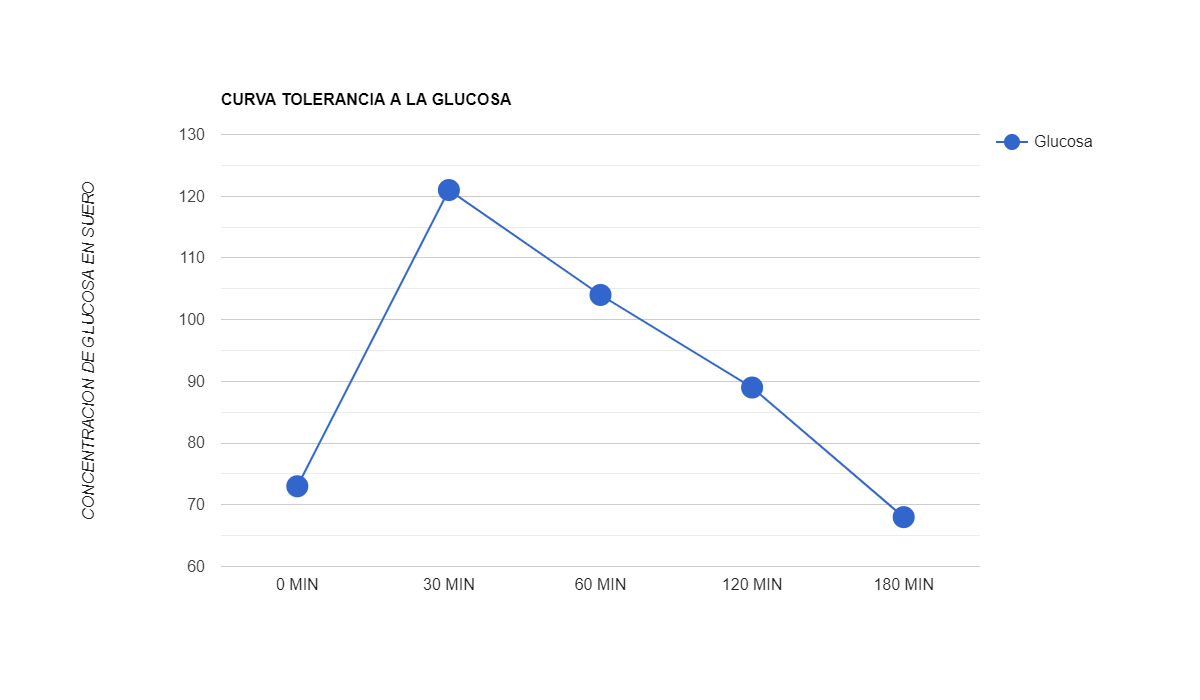 CURVA TOLERANCIA A LA GLUCOSA
Glucosa
CONCENTRACION DE GLUCOSA EN SUERO
130
120
110
100
90
80
70
60
0 MIN
30 MIN
60 MIN
120 MIN
180 MIN